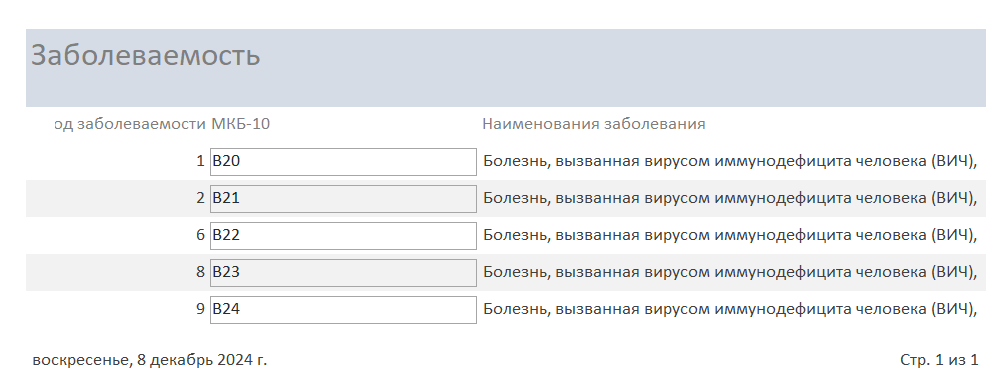 Заболеваемость
од заболеваемости МКБ-10 Наименования заболевания
1 B20 Болезнь, вызванная вирусом иммунодефицита человека (ВИЧ),
2 B21 Болезнь, вызванная вирусом иммунодефицита человека (ВИЧ),
6 B22 Болезнь, вызванная вирусом иммунодефицита человека (ВИЧ),
8 B23 Болезнь, вызванная вирусом иммунодефицита человека (ВИЧ),
9 B24 Болезнь, вызванная вирусом иммунодефицита человека (ВИЧ),
воскресенье, 8 декабрь 2024 г. Стр. 1 из 1